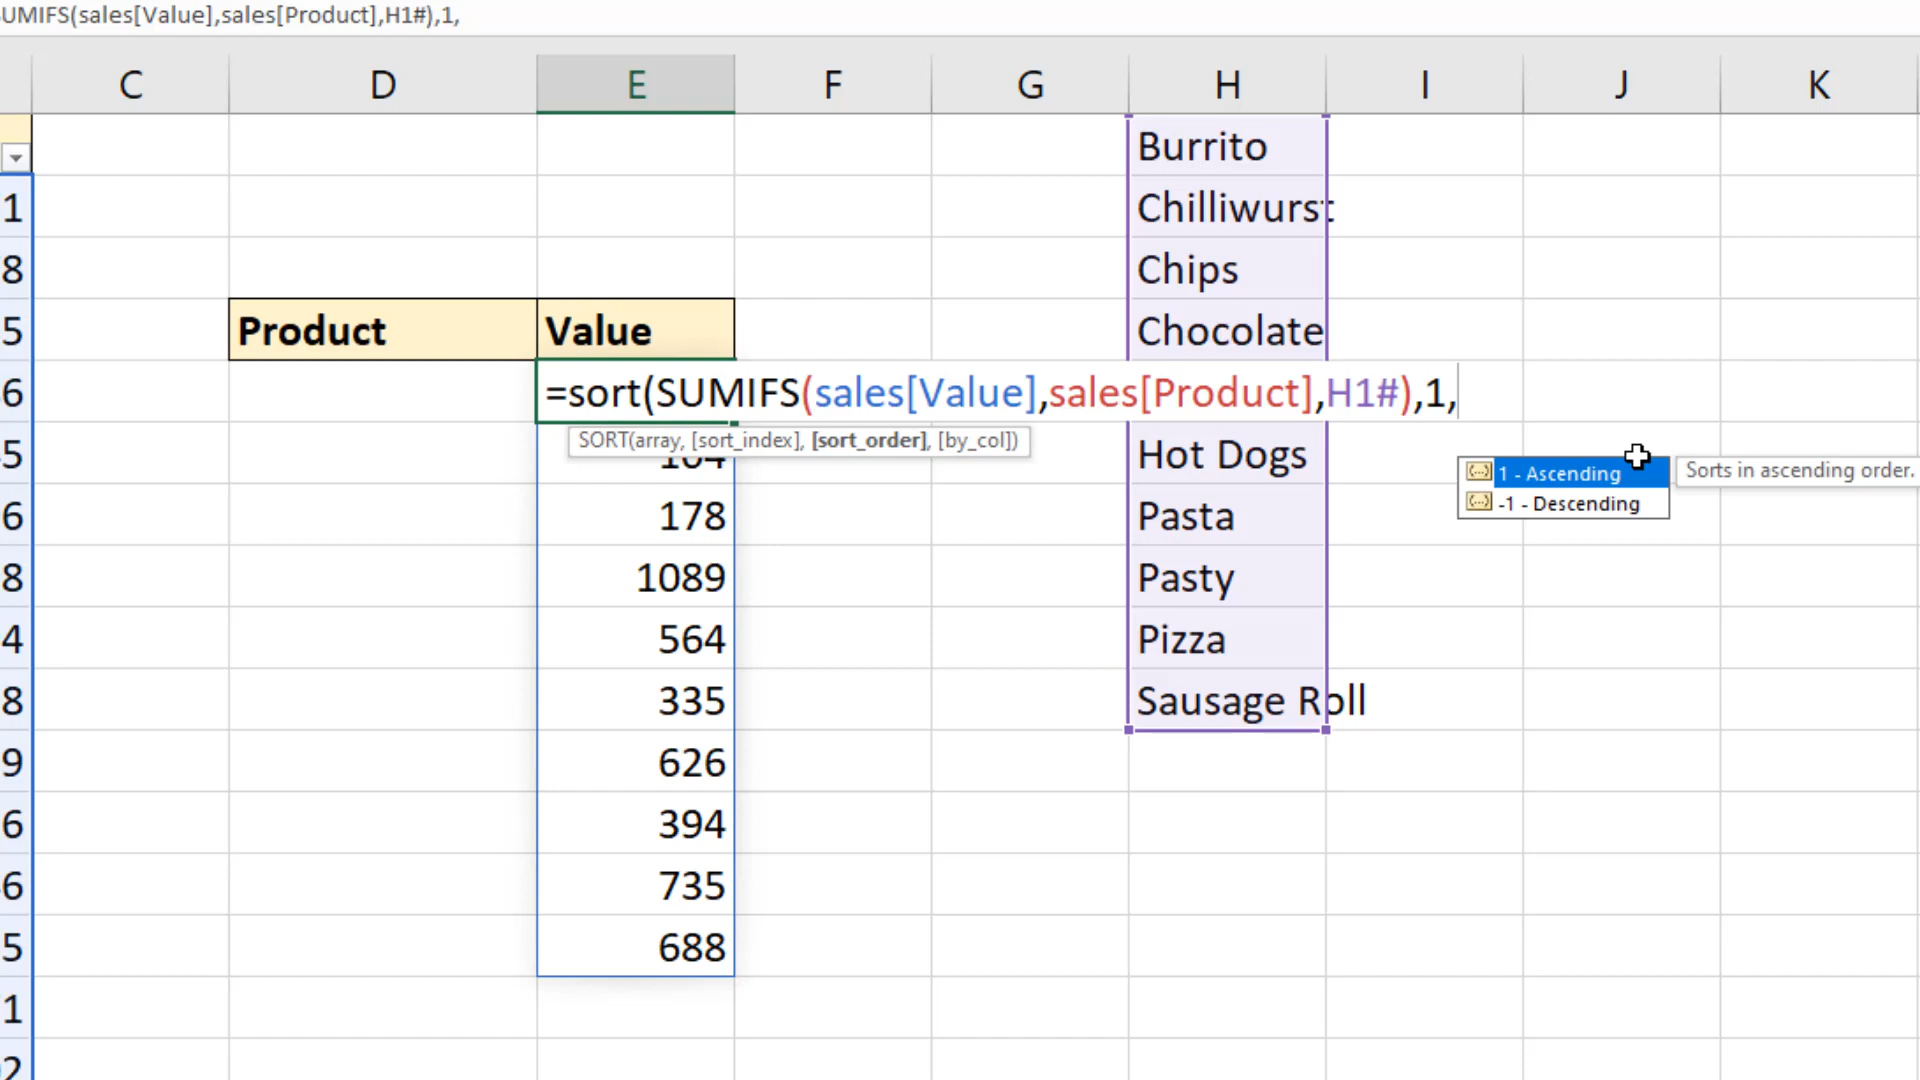 SUMIFS(sales[Value],sales[Product],H1#),1,
C D E F G H I J K
Burrito
1 Chilliwurst
8 Chips
5 Product Value Chocolate
6 =sort(SUMIFS(sales[Value],sales[Product],H1#),1,
SORT(array, [sort_index], [sort_order], [by_col])
5 Hot Dogs
1 - Ascending Sorts in ascending order.
-1 - Descending
6 178 Pasta
8 1089 Pasty
4 564 Pizza
8 335 Sausage Roll
9 626
6 394
6 735
5 688
1
2